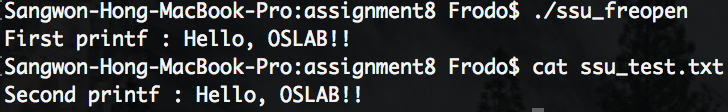 Sangwon-Hong-MacBook-Pro:assignment8 Frodo$ ./ssu_freopen
First printf : Hello, OSLAB!!
Sangwon-Hong-MacBook-Pro:assignment8 Frodo$ cat ssu_test.txt
Second printf : Hello, OSLAB!!